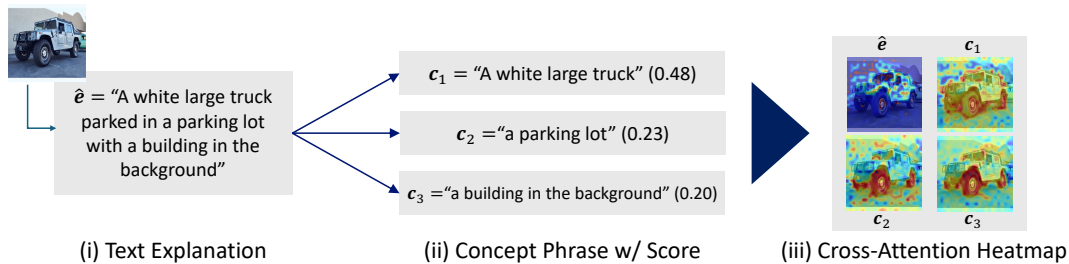 ê = “A white large truck
parked in a parking lot
with a building in the
background”
c₁ = “A white large truck” (0.48)
c₂ =“a parking lot” (0.23)
c₃ =“a building in the background” (0.20)
ê c₁
c₂ c₃
(i) Text Explanation (ii) Concept Phrase w/ Score (iii) Cross-Attention Heatmap